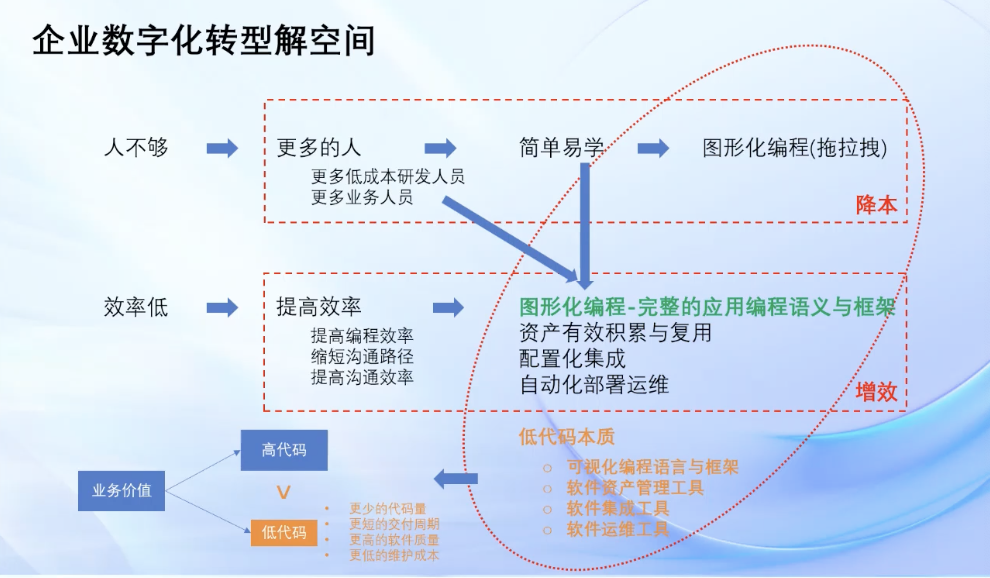 企业数字化转型解空间
人不够
更多的人
简单易学
图形化编程(拖拉拽)
更多低成本研发人员
更多业务人员
降本
效率低
提高效率
图形化编程-完整的应用编程语义与框架
提高编程效率
缩短沟通路径
提高沟通效率
资产有效积累与复用
配置化集成
自动化部署运维
增效
低代码本质
○ 可视化编程语言与框架
○ 软件资产管理工具
○ 软件集成工具
○ 软件运维工具
业务价值
高代码
V
低代码
• 更少的代码量
• 更短的交付周期
• 更高的软件质量
• 更低的维护成本